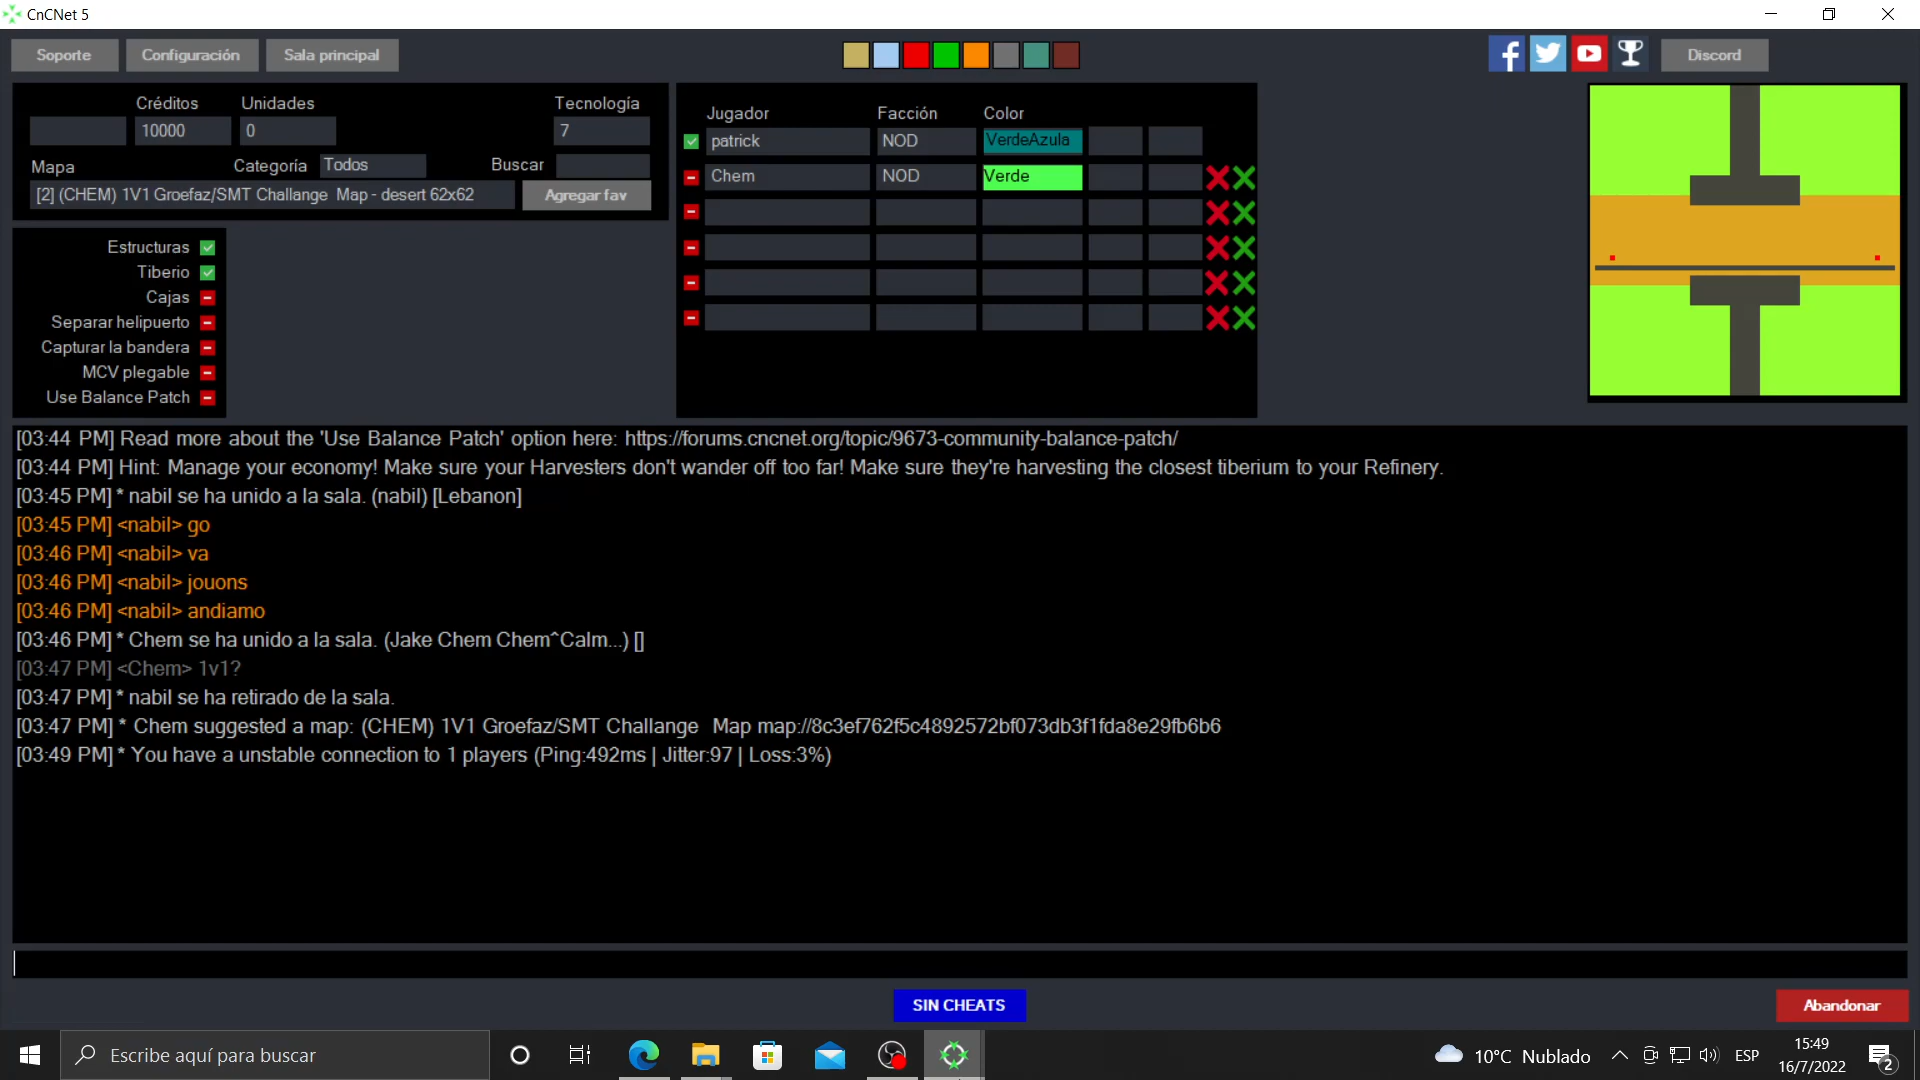 CnCNet 5
Soporte
Configuración
Sala principal
Discord
Créditos
Unidades
Tecnología
10000
0
7
Mapa
Categoría
Todos
Buscar
[2] (CHEM) 1V1 Groefaz/SMT Challange  Map - desert 62x62
Agregar fav
Jugador
Facción
Color
patrick
NOD
VerdeAzula
Chem
NOD
Verde
Estructuras
Tiberio
Cajas
Separar helipuerto
Capturar la bandera
MCV plegable
Use Balance Patch
[03:44 PM] Read more about the 'Use Balance Patch' option here: https://forums.cncnet.org/topic/9673-community-balance-patch/
[03:44 PM] Hint: Manage your economy! Make sure your Harvesters don't wander off too far! Make sure they're harvesting the closest tiberium to your Refinery.
[03:45 PM] * nabil se ha unido a la sala. (nabil) [Lebanon]
[03:45 PM] <nabil> go
[03:46 PM] <nabil> va
[03:46 PM] <nabil> jouons
[03:46 PM] <nabil> andiamo
[03:46 PM] * Chem se ha unido a la sala. (Jake Chem Chem^Calm...) []
[03:47 PM] <Chem> 1v1?
[03:47 PM] * nabil se ha retirado de la sala.
[03:47 PM] * Chem suggested a map: (CHEM) 1V1 Groefaz/SMT Challange  Map map://8c3ef762f5c4892572bf073db3f1fda8e29fb6b6
[03:49 PM] * You have a unstable connection to 1 players (Ping:492ms | Jitter:97 | Loss:3%)
SIN CHEATS
Abandonar
Escribe aquí para buscar
10°C Nublado
ESP
15:49
16/7/2022
2